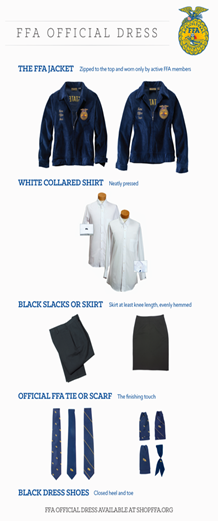 FFA OFFICIAL DRESS
THE FFA JACKET Zipped to the top and worn only by active FFA members
WHITE COLLARED SHIRT Neatly pressed
BLACK SLACKS OR SKIRT Skirt at least knee length, evenly hemmed
OFFICIAL FFA TIE OR SCARF The finishing touch
BLACK DRESS SHOES Closed heel and toe
FFA OFFICIAL DRESS AVAILABLE AT SHOPFFA.ORG